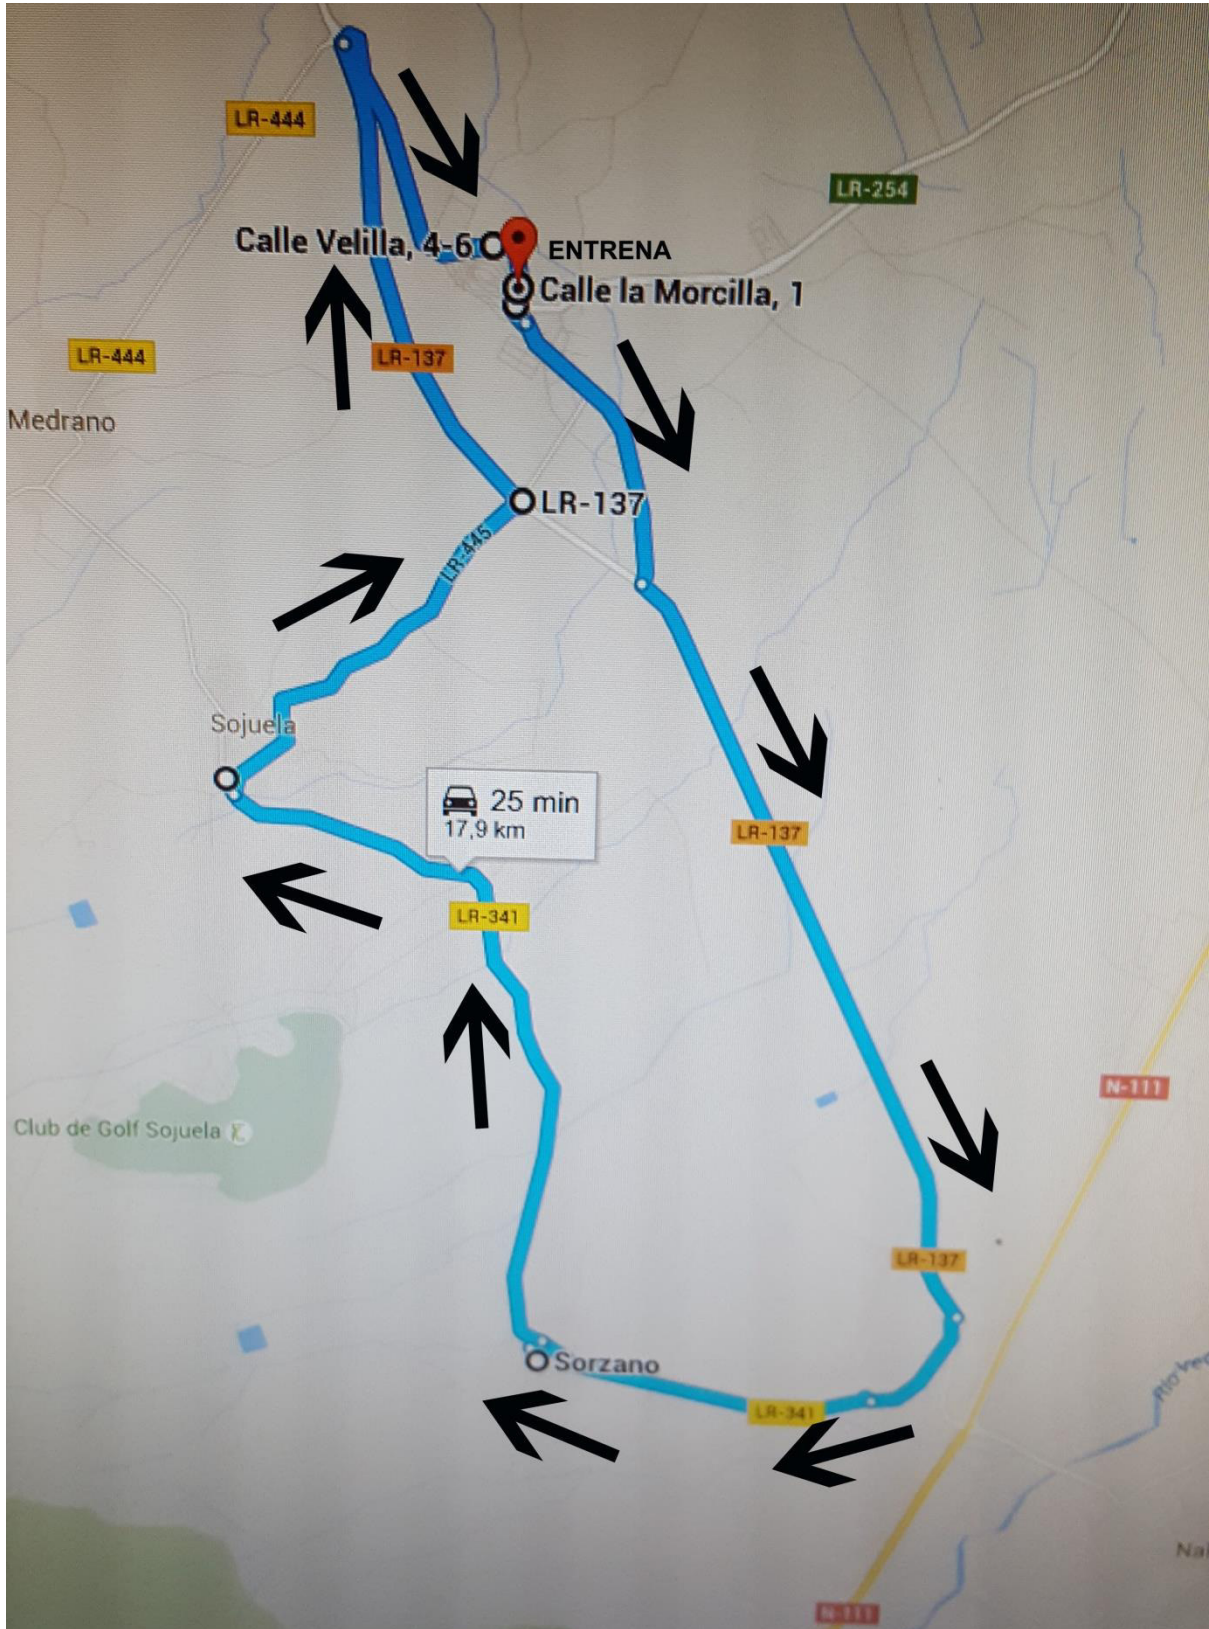 LR-444
LR-254
Calle Velilla, 4-6
ENTRENA
Calle la Morcilla, 1
LR-444
LR-137
Medrano
LR-137
LR-445
Sojuela
25 min
17,9 km
LR-137
LR-341
N-111
Club de Golf Sojuela
LR-137
Sorzano
LR-341
Río
N-111